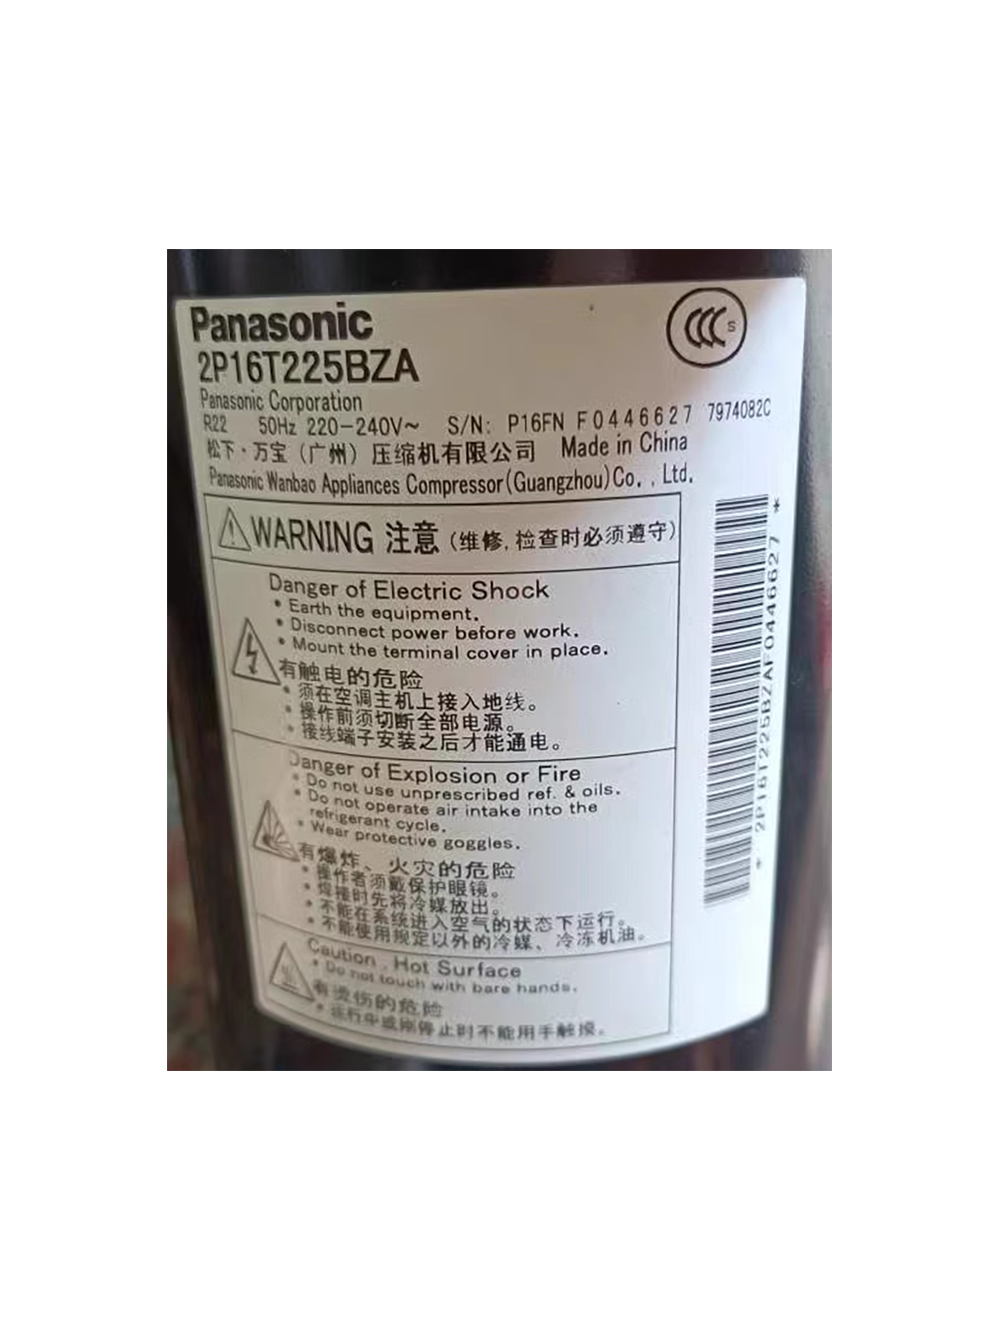 Panasonic
2P16T225BZA
Panasonic Corporation
R22 50Hz 220-240V~ S/N: P16FN F0446627 7974082C
松下·万宝（广州）压缩机有限公司 Made in China
Panasonic Wanbao Appliances Compressor(Guangzhou)Co.,Ltd.
CCC S
WARNING 注意（维修,检查时必须遵守）
Danger of Electric Shock
• Earth the equipment.
• Disconnect power before work.
• Mount the terminal cover in place.
有触电的危险
• 须在空调主机上接入地线。
• 操作前须切断全部电源。
• 接线端子安装之后才能通电。
Danger of Explosion or Fire
• Do not use unprescribed ref. & oils.
• Do not operate air intake into the
refrigerant cycle.
• Wear protective goggles.
有爆炸、火灾的危险
• 操作者须戴保护眼镜。
• 焊接时先将冷媒放出。
• 不能在系统进入空气的状态下运行。
• 不能使用规定以外的冷媒、冷冻机油。
Caution , Hot Surface
• Do not touch with bare hands.
有烫伤的危险
• 运行中或刚停止时不能用手触摸。
* 2P16T225BZAF0446627 *